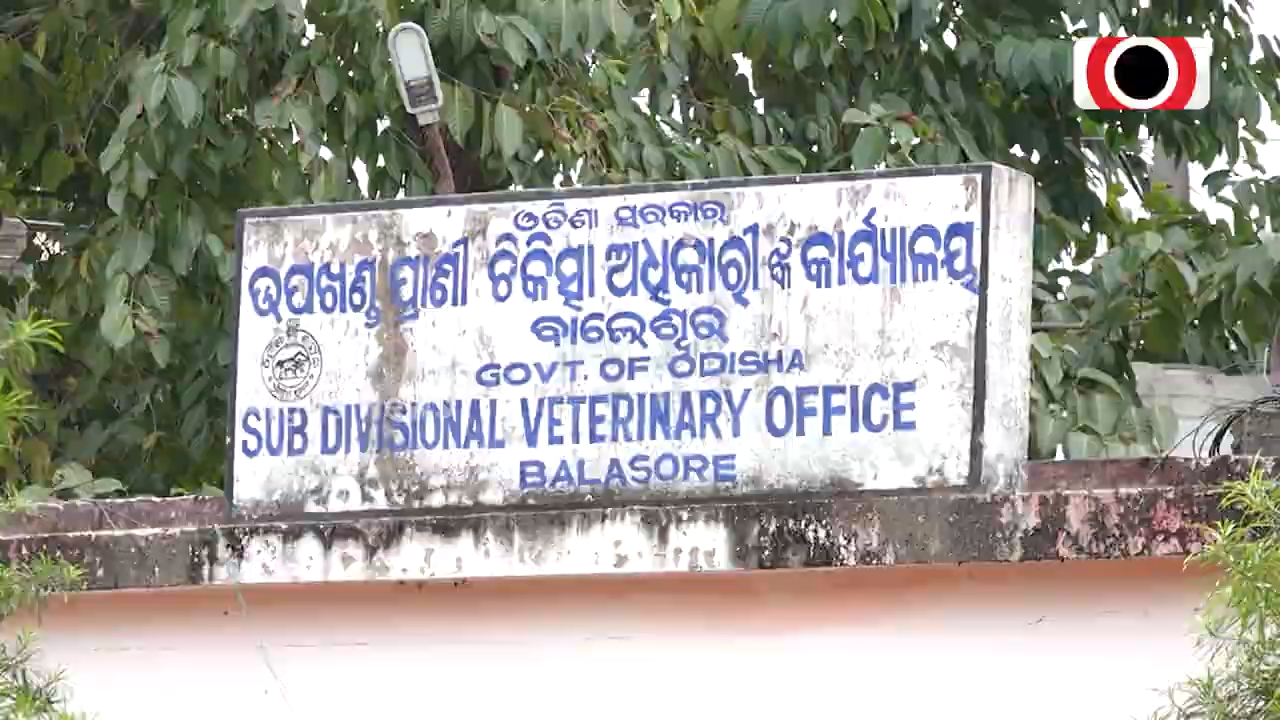 ଓଡିଶା ସରକାର
ଉପଖଣ୍ଡ ପ୍ରାଣୀ ଚିକିତ୍ସା ଅଧିକାରୀଙ୍କ କାର୍ଯ୍ୟାଳୟ
ବାଲେଶ୍ୱର
GOVT. OF ODISHA
SUB DIVISIONAL VETERINARY OFFICE
BALASORE